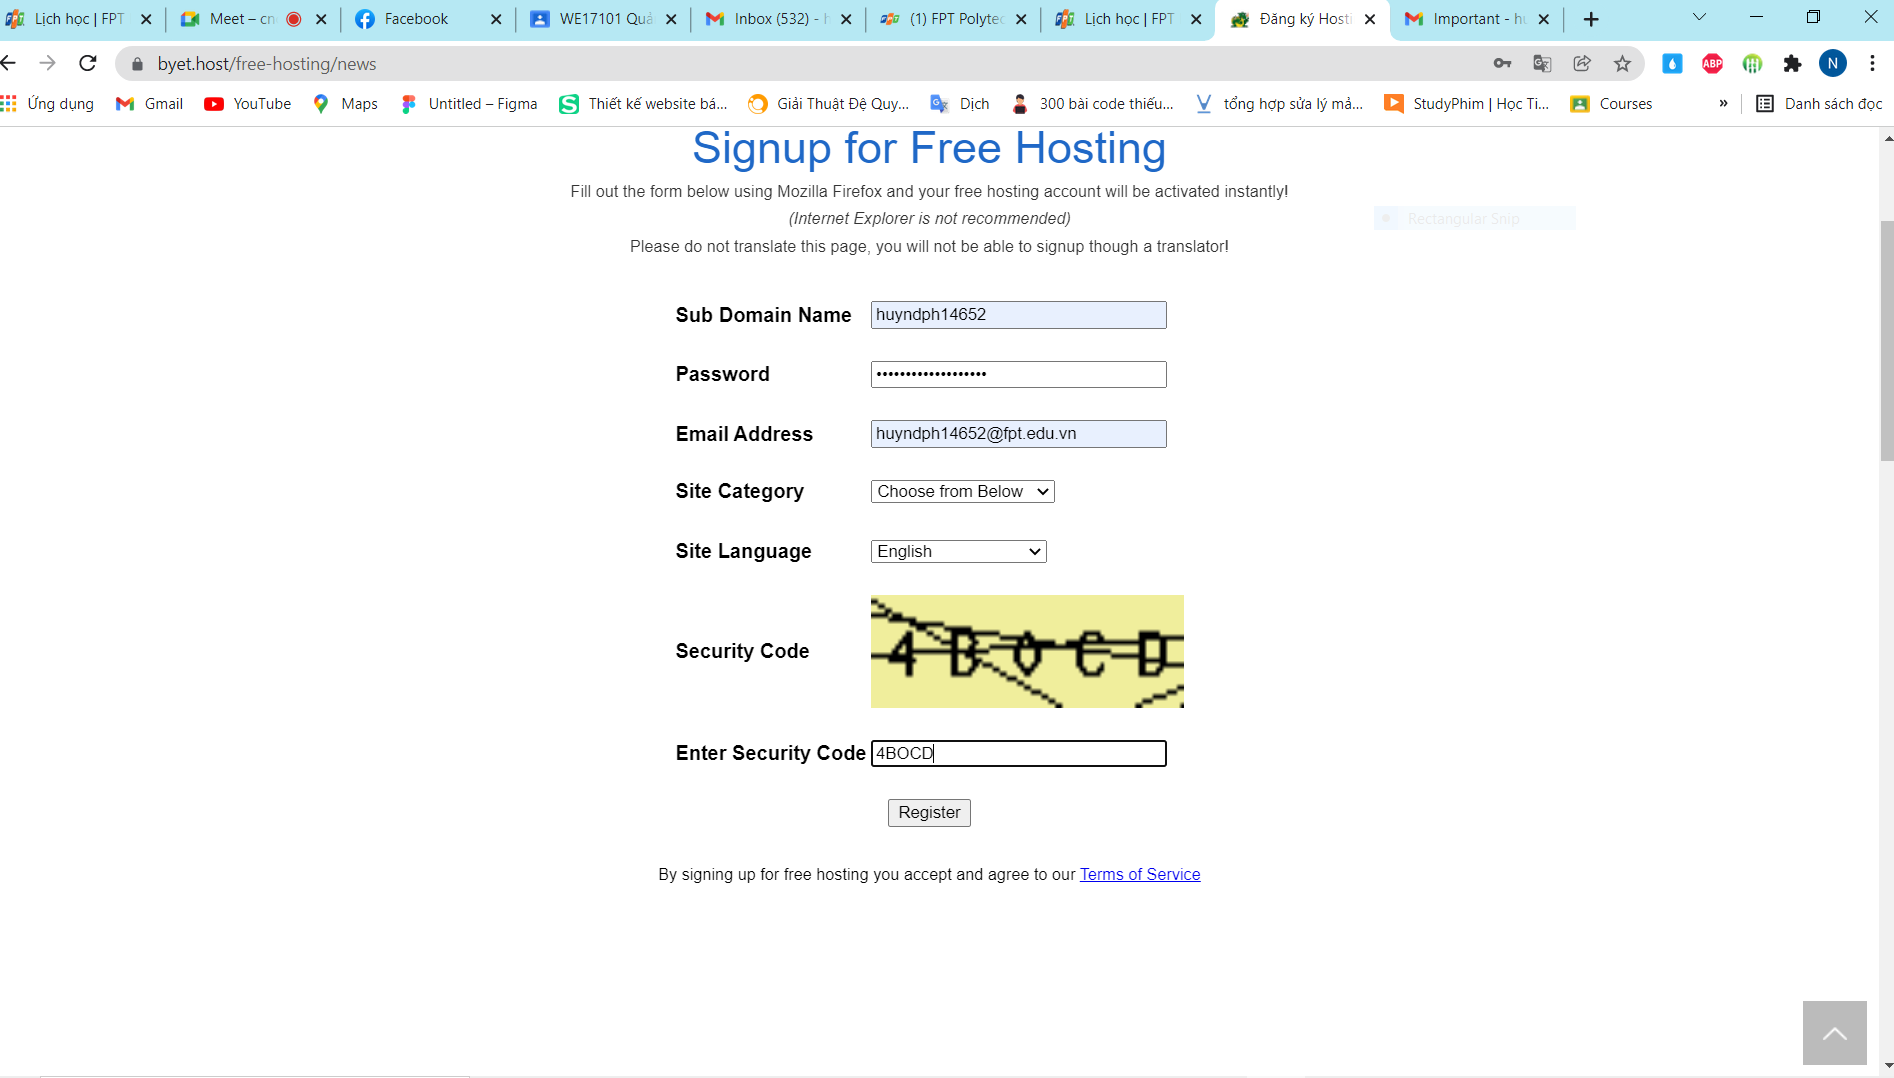 Lịch học | FPT
Meet – cn
Facebook
WE17101 Quả
Inbox (532) - h
(1) FPT Polytec
Lịch học | FPT
Đăng ký Hosti
Important - hu
byet.host/free-hosting/news
ABP
N
Ứng dụng
Gmail
YouTube
Maps
Untitled – Figma
Thiết kế website bá...
Giải Thuật Đệ Quy...
Dịch
300 bài code thiếu...
tổng hợp sửa lý mả...
StudyPhim | Học Ti...
Courses
»
Danh sách đọc
Signup for Free Hosting
Fill out the form below using Mozilla Firefox and your free hosting account will be activated instantly!
(Internet Explorer is not recommended)
Rectangular Snip
Please do not translate this page, you will not be able to signup though a translator!
Sub Domain Name huyndph14652
Password •••••••••••••••••••
Email Address huyndph14652@fpt.edu.vn
Site Category Choose from Below
Site Language English
Security Code 4BOCD
Enter Security Code 4BOCD
Register
By signing up for free hosting you accept and agree to our Terms of Service